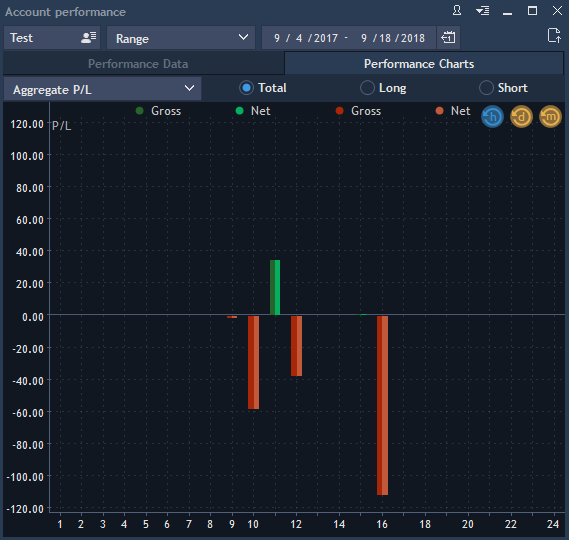 Account performance
Test Range 9 / 4 /2017 - 9 /18 /2018 1
Performance Data Performance Charts
Aggregate P/L Total Long Short
Gross Net Gross Net h d m
P/L
120.00
100.00
80.00
60.00
40.00
20.00
0.00
-20.00
-40.00
-60.00
-80.00
-100.00
-120.00
1 2 3 4 5 6 7 8 9 10 12 14 16 18 20 22 24